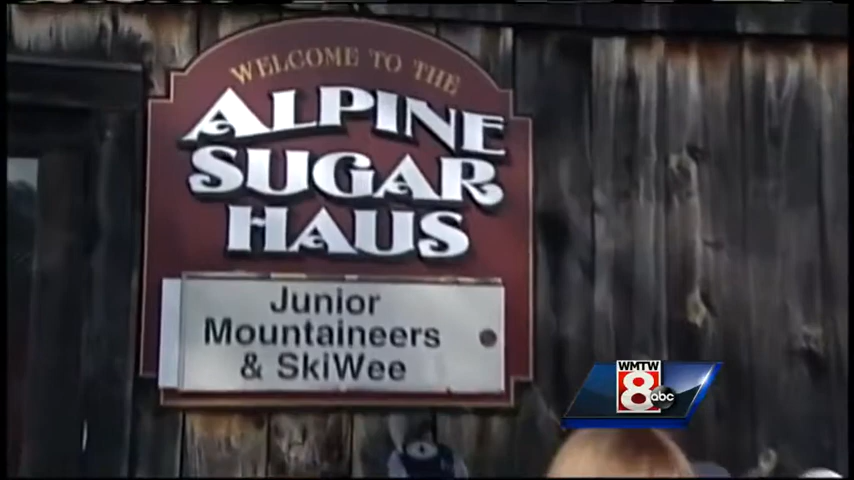 WELCOME TO THE
ALPINE
SUGAR
HAUS
Junior
Mountaineers
& SkiWee
WMTW
8
abc